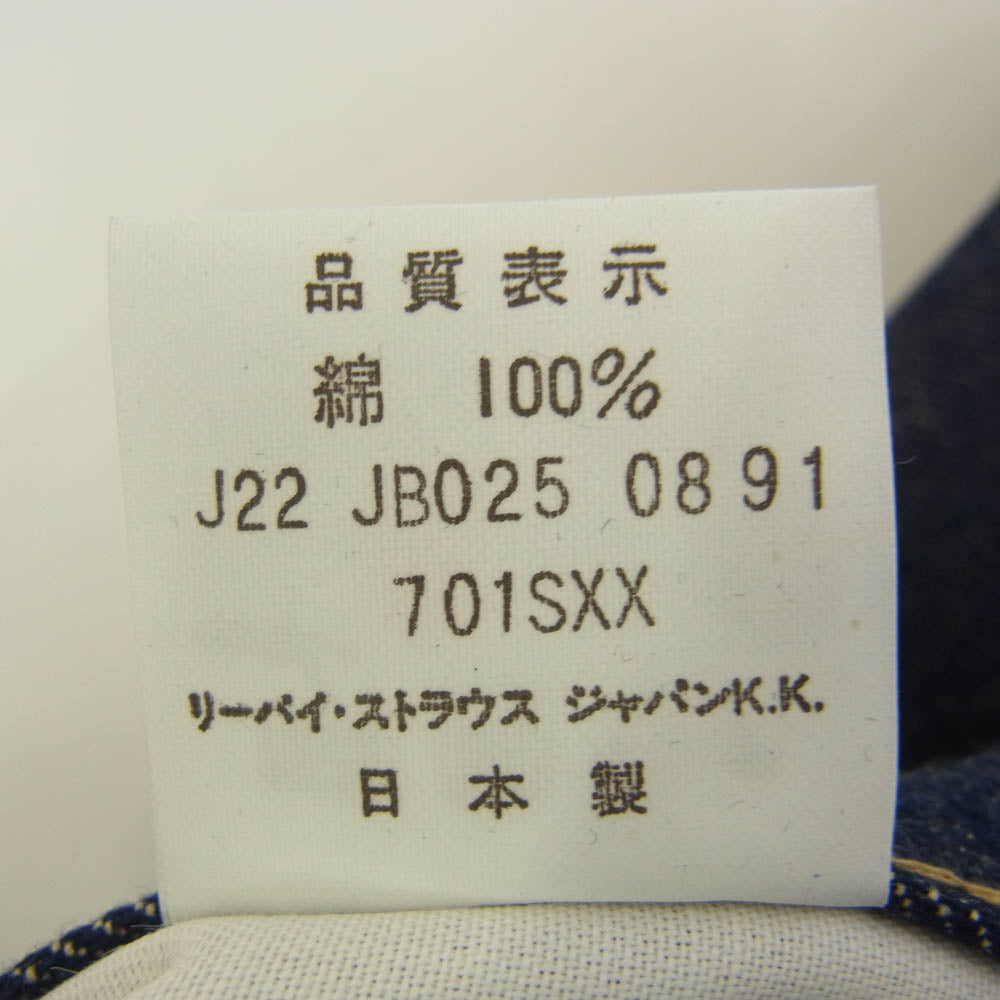 品質表示
綿 100%
J22 JB025 0891
701SXX
リーバイ・ストラウス ジャパンK.K.
日本製